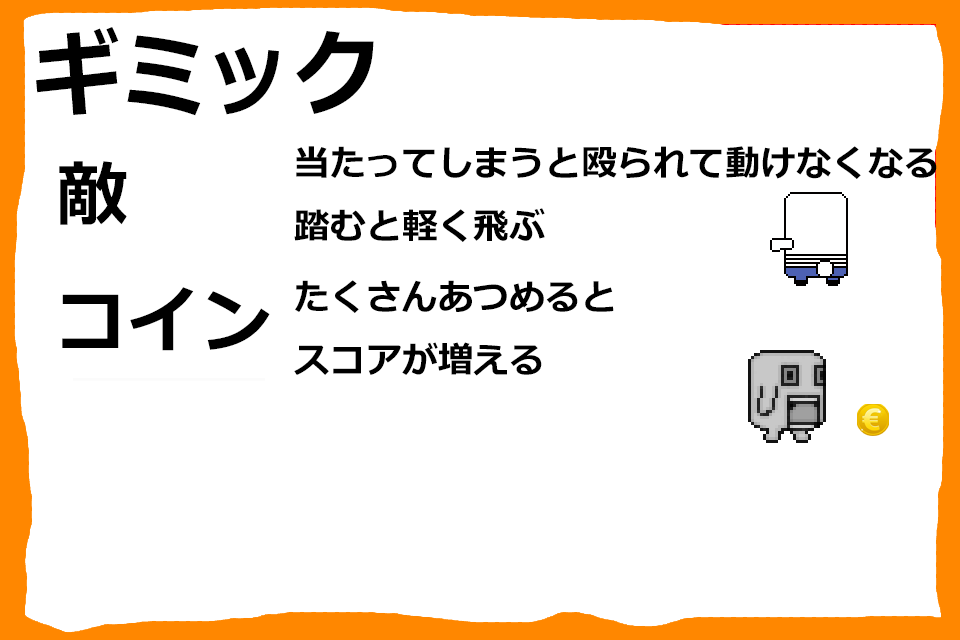 ギミック
敵
当たってしまうと殴られて動けなくなる
踏むと軽く飛ぶ
コイン
たくさんあつめると
スコアが増える
€